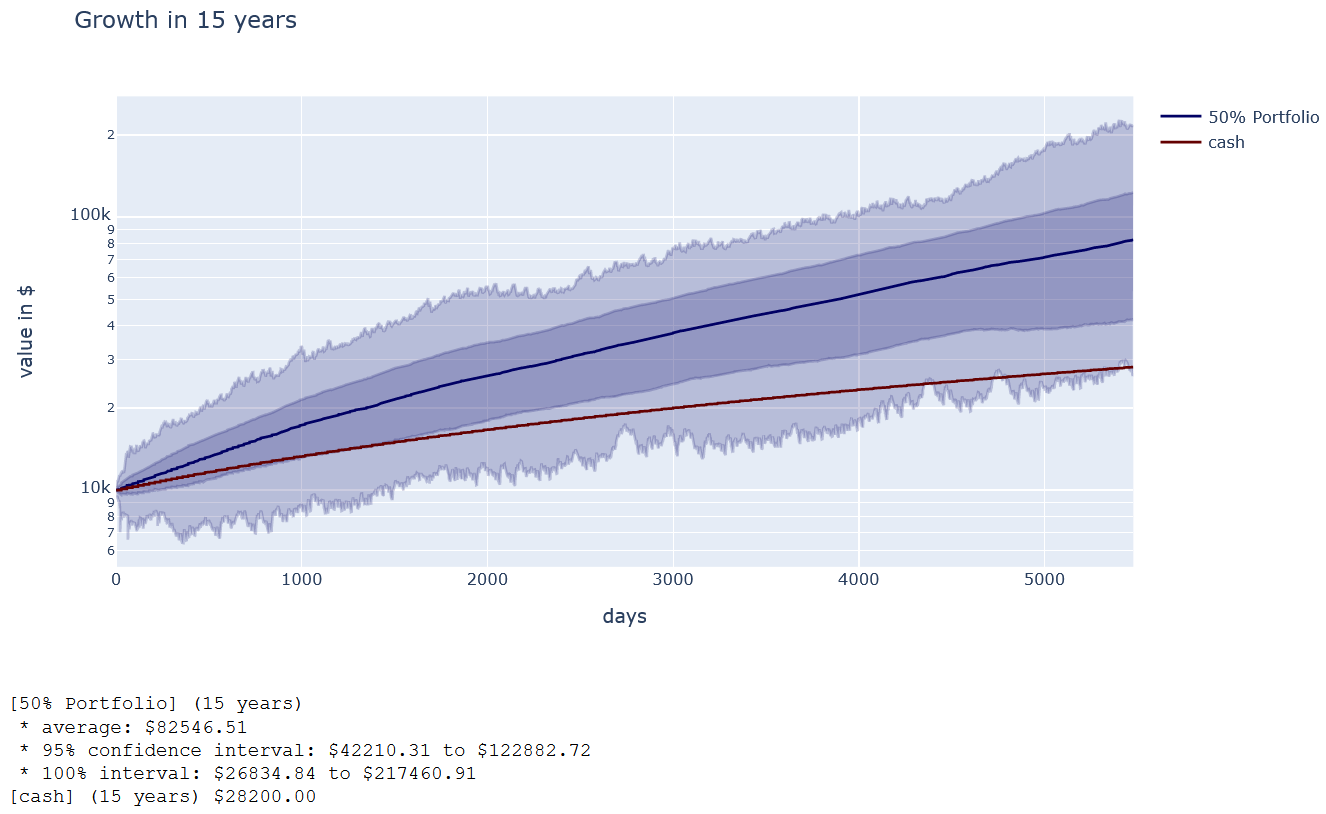 Growth in 15 years
50% Portfolio
cash
value in $
2
100k
9
8
7
6
5
4
3
2
10k
9
8
7
6
0 1000 2000 3000 4000 5000
days
[50% Portfolio] (15 years)
* average: $82546.51
* 95% confidence interval: $42210.31 to $122882.72
* 100% interval: $26834.84 to $217460.91
[cash] (15 years) $28200.00